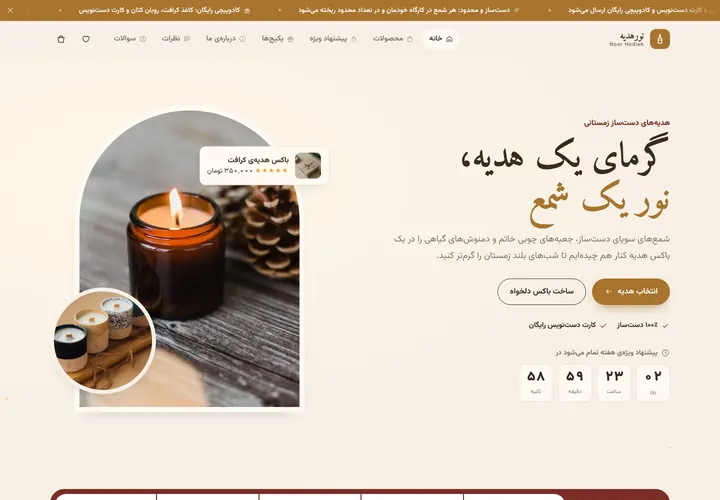 با کارت دست‌نویس و کادوپیچی رایگان ارسال می‌شود
دست‌ساز و محدود: هر شمع در کارگاه خودمان و در تعداد محدود ریخته می‌شود
کادوپیچی رایگان: کاغذ کرافت، روبان کتان و کارت دست‌نویس
نور هدیه
Noor Hedieh
خانه
محصولات
پیشنهاد ویژه
پکیج‌ها
درباره‌ی ما
نظرات
سوالات
هدیه‌های دست‌ساز زمستانی
گرمای یک هدیه،
نور یک شمع
شمع‌های سویای دست‌ساز، جعبه‌های چوبی خاتم و دمنوش‌های گیاهی را در یک
باکس هدیه کنار هم چیده‌ایم تا شب‌های بلند زمستان را گرم‌تر کنید.
انتخاب هدیه
ساخت باکس دلخواه
۱۰۰٪ دست‌ساز
کارت دست‌نویس رایگان
پیشنهاد ویژه‌ی هفته تمام می‌شود در
۰۲ ۲۳ ۵۹ ۵۸
روز ساعت دقیقه ثانیه
باکس هدیه‌ی کرافت
★★★★★ ۳۵۰,۰۰۰ تومان